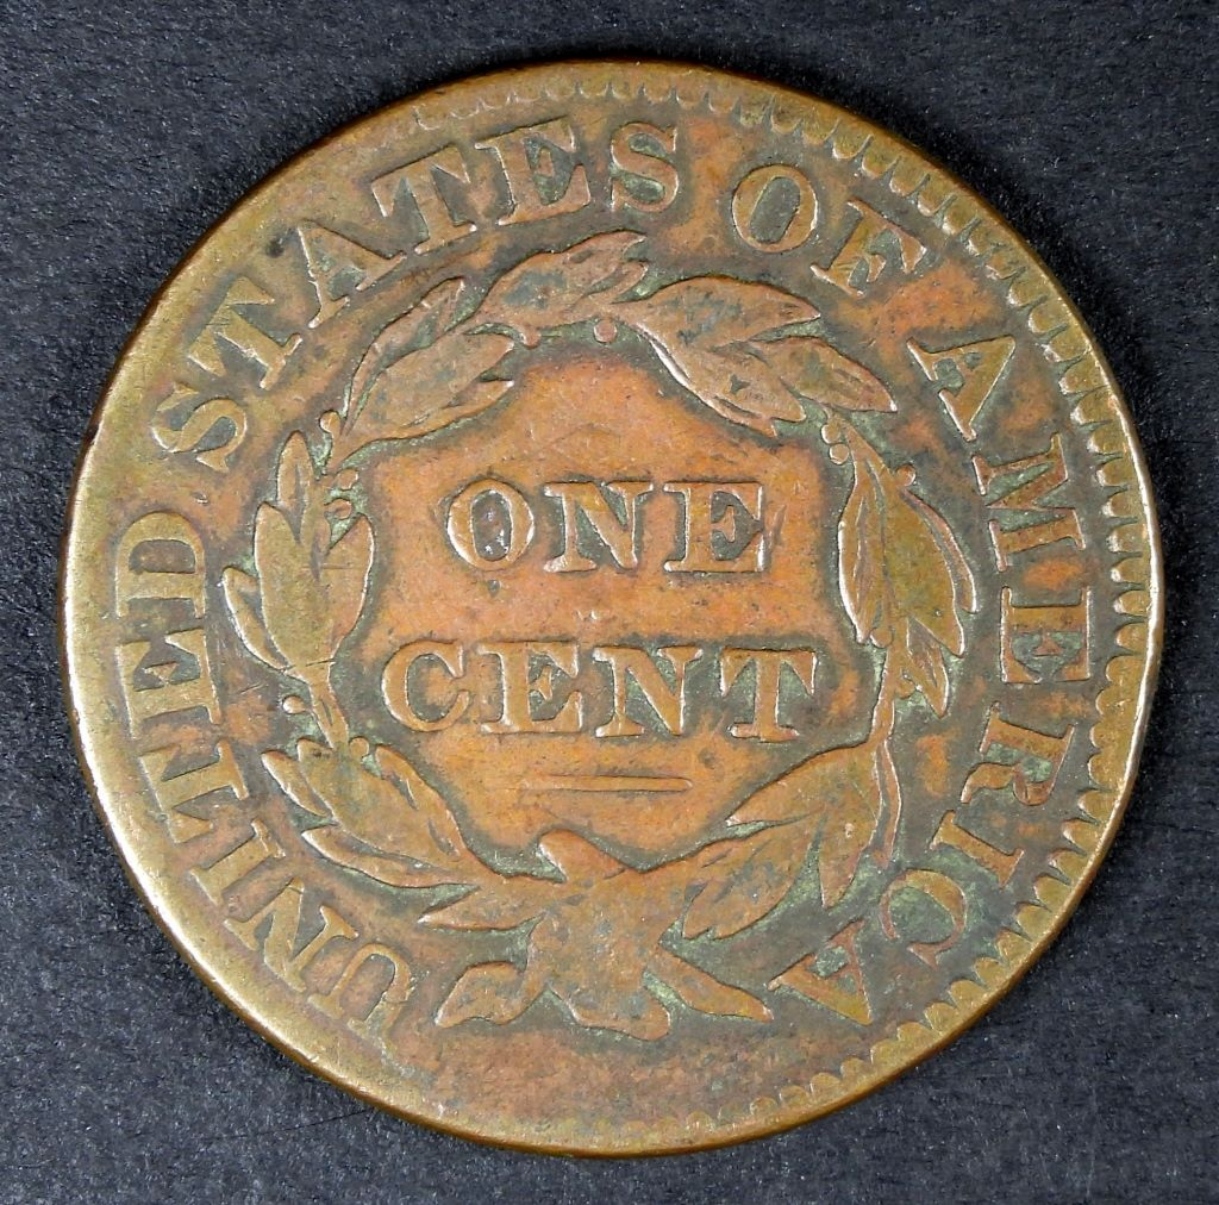 UNITED STATES OF AMERICA
ONE
CENT